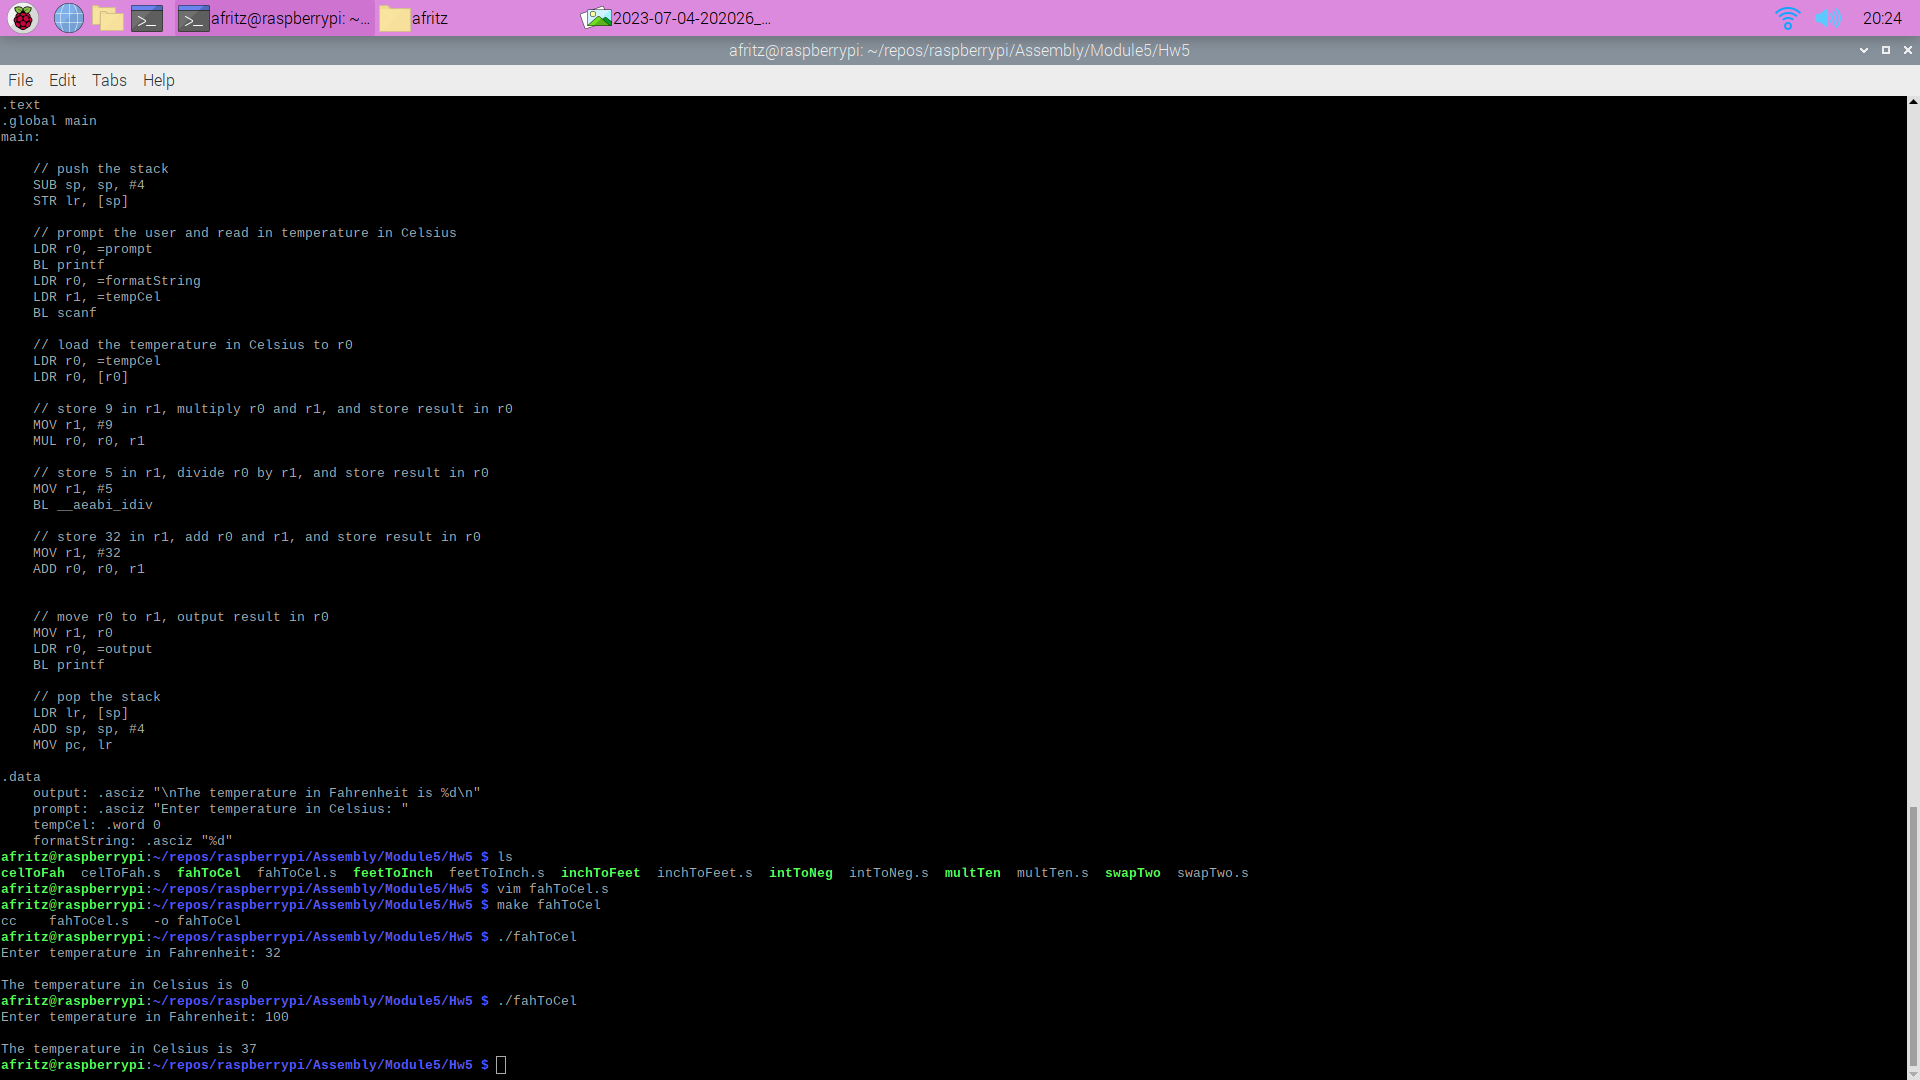 afritz@raspberrypi: ~... afritz 2023-07-04-202026_... 20:24
afritz@raspberrypi: ~/repos/raspberrypi/Assembly/Module5/Hw5
File Edit Tabs Help
.text
.global main
main:
    // push the stack
    SUB sp, sp, #4
    STR lr, [sp]
    // prompt the user and read in temperature in Celsius
    LDR r0, =prompt
    BL printf
    LDR r0, =formatString
    LDR r1, =tempCel
    BL scanf
    // load the temperature in Celsius to r0
    LDR r0, =tempCel
    LDR r0, [r0]
    // store 9 in r1, multiply r0 and r1, and store result in r0
    MOV r1, #9
    MUL r0, r0, r1
    // store 5 in r1, divide r0 by r1, and store result in r0
    MOV r1, #5
    BL __aeabi_idiv
    // store 32 in r1, add r0 and r1, and store result in r0
    MOV r1, #32
    ADD r0, r0, r1
    // move r0 to r1, output result in r0
    MOV r1, r0
    LDR r0, =output
    BL printf
    // pop the stack
    LDR lr, [sp]
    ADD sp, sp, #4
    MOV pc, lr
.data
    output: .asciz "\nThe temperature in Fahrenheit is %d\n"
    prompt: .asciz "Enter temperature in Celsius: "
    tempCel: .word 0
    formatString: .asciz "%d"
afritz@raspberrypi:~/repos/raspberrypi/Assembly/Module5/Hw5 $ ls
celToFah  celToFah.s  fahToCel  fahToCel.s  feetToInch  feetToInch.s  inchToFeet  inchToFeet.s  intToNeg  intToNeg.s  multTen  multTen.s  swapTwo  swapTwo.s
afritz@raspberrypi:~/repos/raspberrypi/Assembly/Module5/Hw5 $ vim fahToCel.s
afritz@raspberrypi:~/repos/raspberrypi/Assembly/Module5/Hw5 $ make fahToCel
cc    fahToCel.s   -o fahToCel
afritz@raspberrypi:~/repos/raspberrypi/Assembly/Module5/Hw5 $ ./fahToCel
Enter temperature in Fahrenheit: 32
The temperature in Celsius is 0
afritz@raspberrypi:~/repos/raspberrypi/Assembly/Module5/Hw5 $ ./fahToCel
Enter temperature in Fahrenheit: 100
The temperature in Celsius is 37
afritz@raspberrypi:~/repos/raspberrypi/Assembly/Module5/Hw5 $